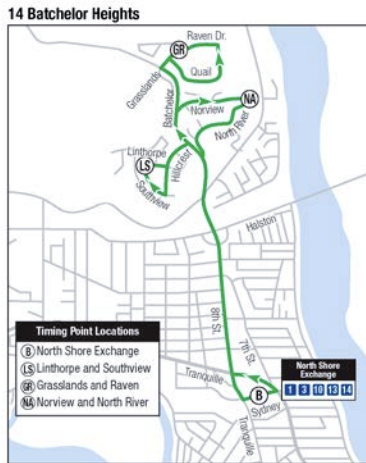 14 Batchelor Heights
Raven Dr.
GR
Grasslands
Quail
Batchelor
Norview
NA
North River
Linthorpe
LS
Hillcrest
Southview
Halston
8th St.
7th St.
Timing Point Locations
B North Shore Exchange
LS Linthorpe and Southview
GR Grasslands and Raven
NA Norview and North River
North Shore
Exchange
1 3 10 13 14
Tranquille
B
Sydney
Tranquille